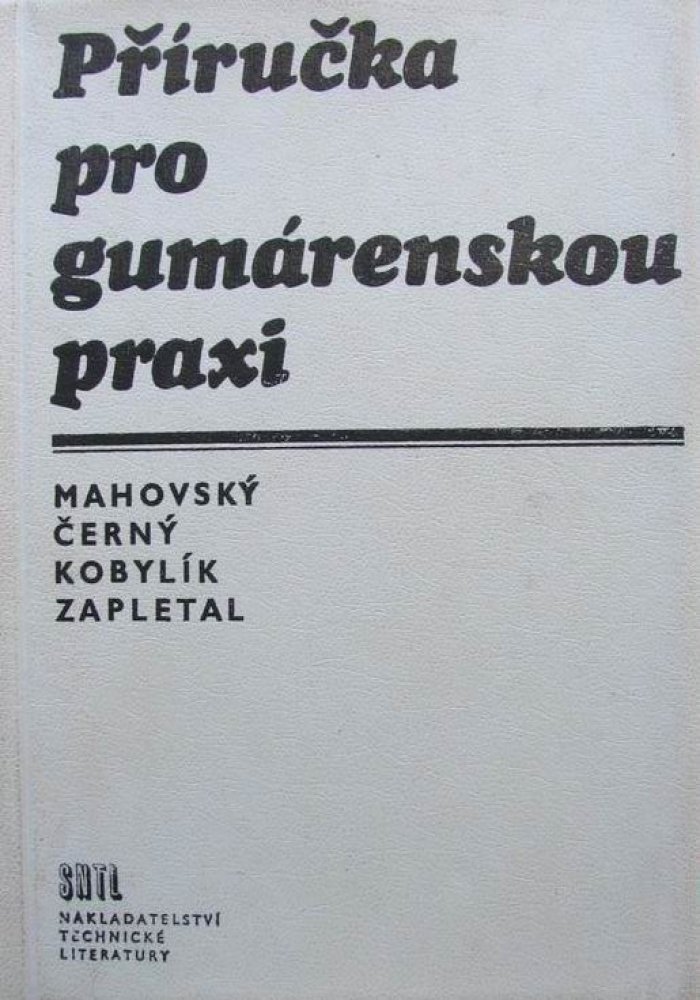 Příručka
pro
gumárenskou
praxi
MAHOVSKÝ
ČERNÝ
KOBYLÍK
ZAPLETAL
SNTL
NAKLADATELSTVÍ
TECHNICKÉ
LITERATURY